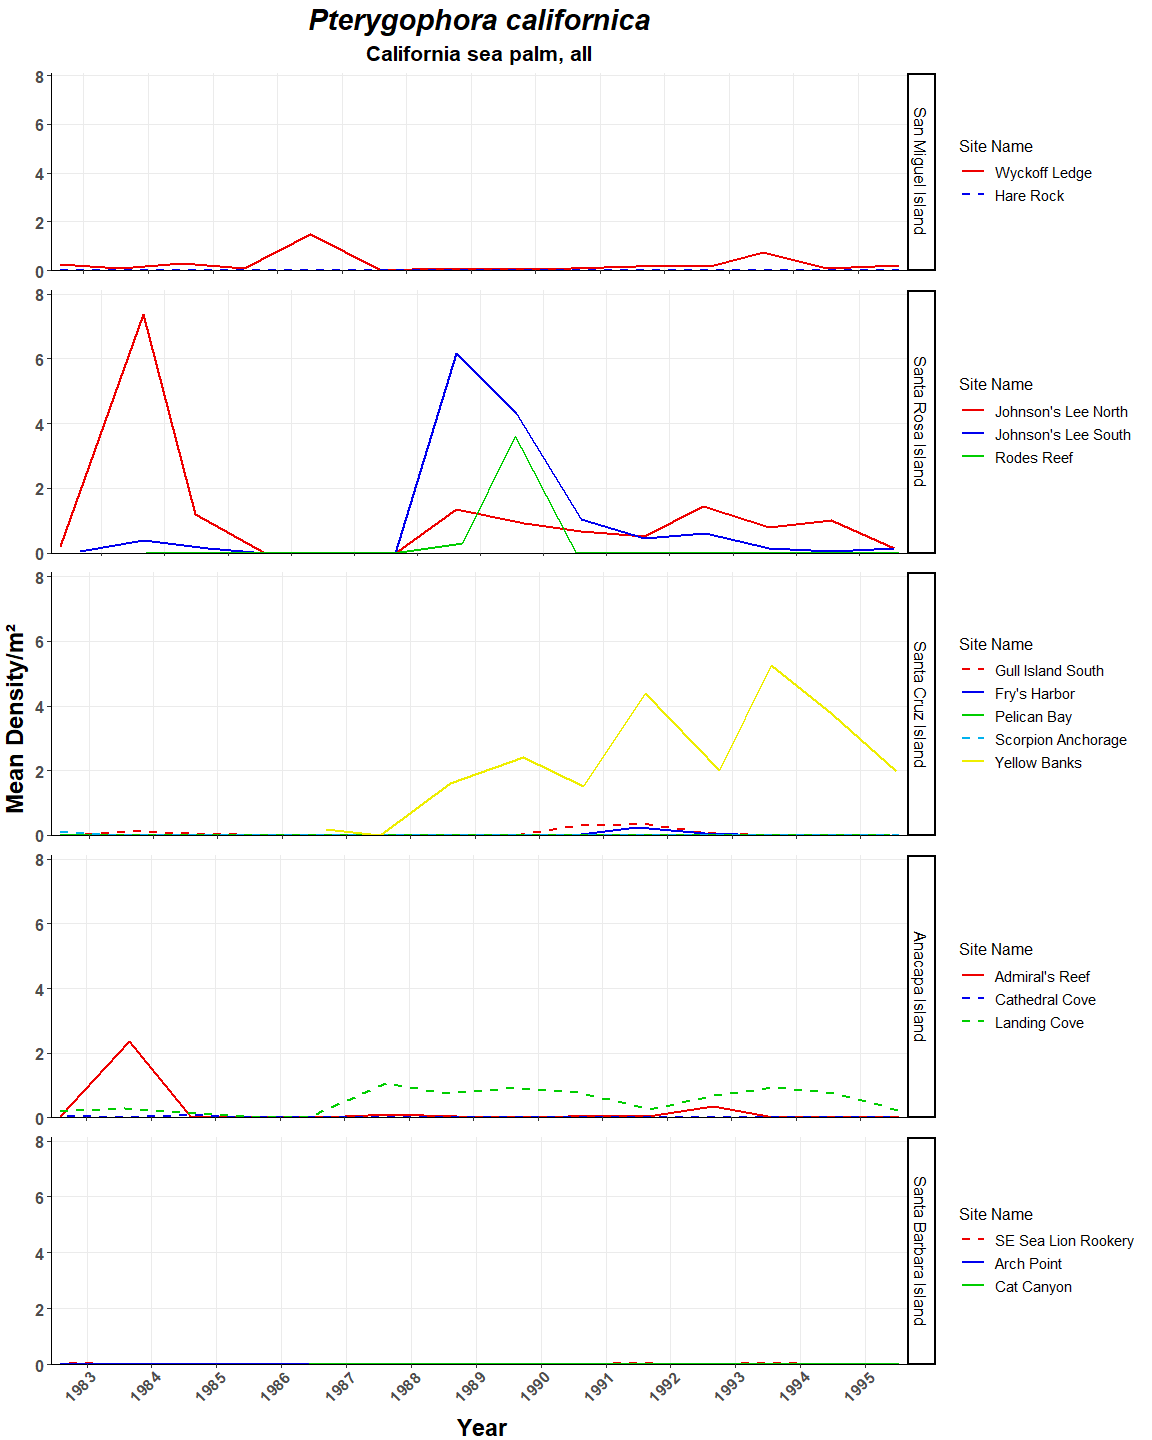 Pterygophora californica
California sea palm, all
Mean Density/m²
8
6
4
2
0
San Miguel Island
Site Name
Wyckoff Ledge
Hare Rock
8
6
4
2
0
Santa Rosa Island
Site Name
Johnson's Lee North
Johnson's Lee South
Rodes Reef
8
6
4
2
0
Santa Cruz Island
Site Name
Gull Island South
Fry's Harbor
Pelican Bay
Scorpion Anchorage
Yellow Banks
8
6
4
2
0
Anacapa Island
Site Name
Admiral's Reef
Cathedral Cove
Landing Cove
8
6
4
2
0
Santa Barbara Island
Site Name
SE Sea Lion Rookery
Arch Point
Cat Canyon
1983 1984 1985 1986 1987 1988 1989 1990 1991 1992 1993 1994 1995
Year